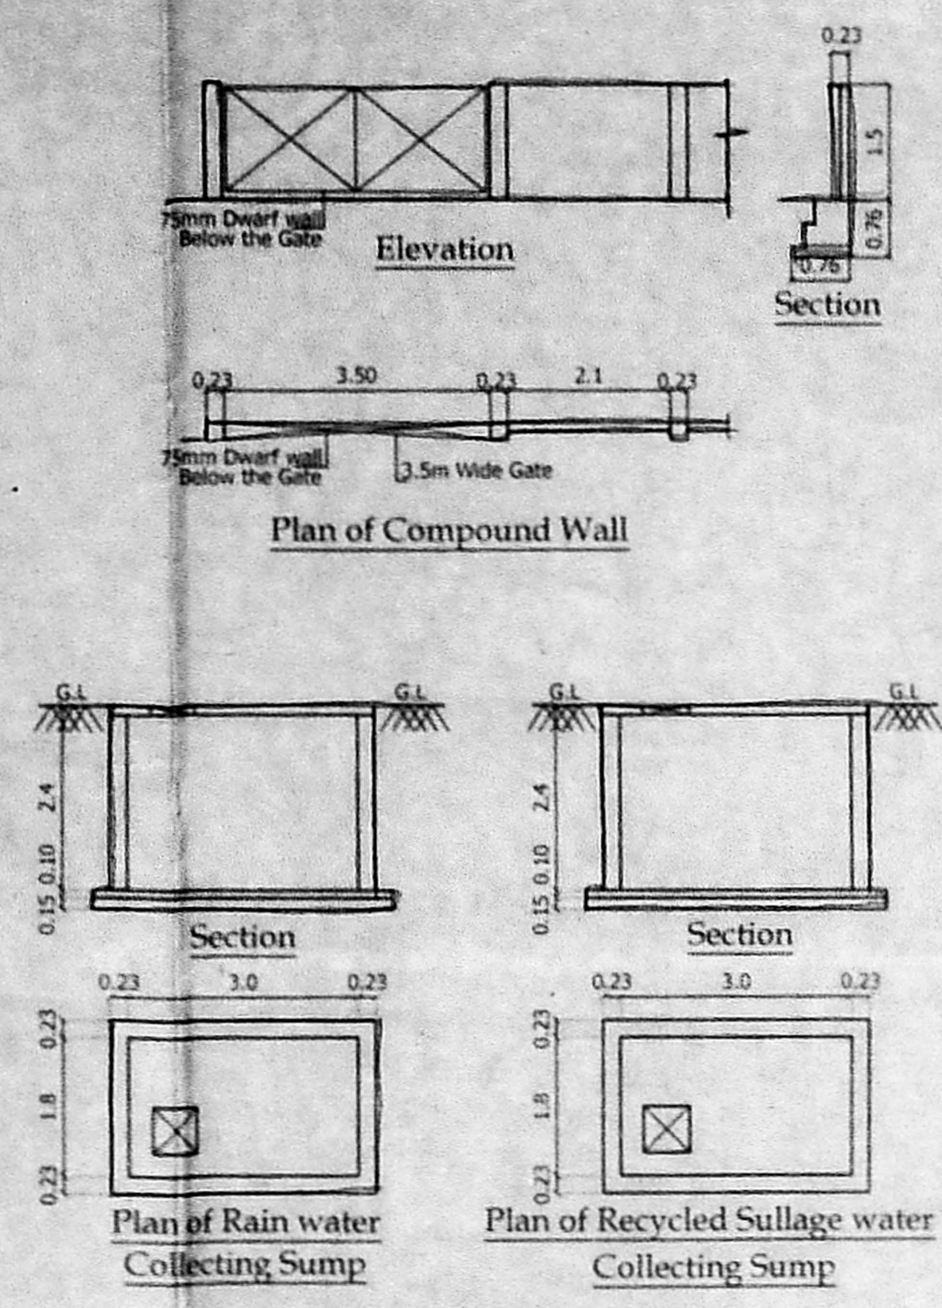 0.23
1.5
0.76
0.76
75mm Dwarf wall
Below the Gate
Elevation
Section
0.23 3.50 0.23 2.1 0.23
75mm Dwarf wall
Below the Gate
3.5m Wide Gate
Plan of Compound Wall
G.L G.L G.L G.L
2.4 2.4
0.10 0.10
0.15 0.15
Section Section
0.23 3.0 0.23 0.23 3.0 0.23
0.23 0.23
1.8 1.8
0.23 0.23
Plan of Rain water
Collecting Sump
Plan of Recycled Sullage water
Collecting Sump